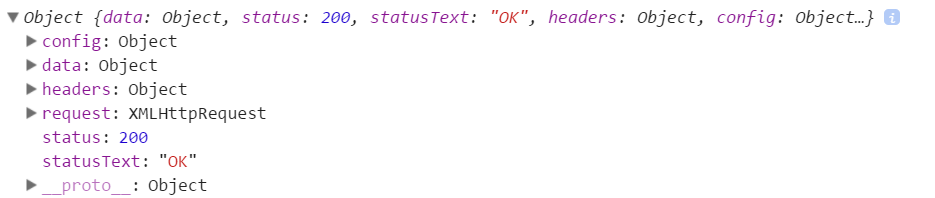 ▼Object {data: Object, status: 200, statusText: "OK", headers: Object, config: Object…} i
▶config: Object
▶data: Object
▶headers: Object
▶request: XMLHttpRequest
status: 200
statusText: "OK"
▶__proto__: Object